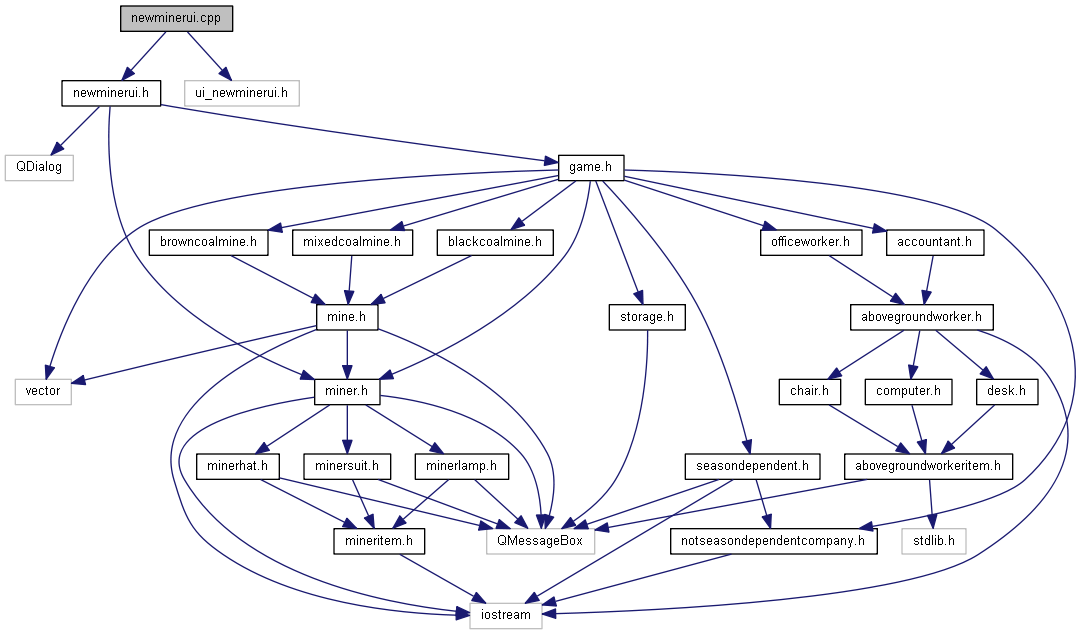 newminerui.cpp
newminerui.h
ui_newminerui.h
QDialog
game.h
browncoalmine.h
mixedcoalmine.h
blackcoalmine.h
officeworker.h
accountant.h
mine.h
storage.h
abovegroundworker.h
vector
miner.h
chair.h
computer.h
desk.h
minerhat.h
minersuit.h
minerlamp.h
seasondependent.h
abovegroundworkeritem.h
mineritem.h
QMessageBox
notseasondependentcompany.h
stdlib.h
iostream